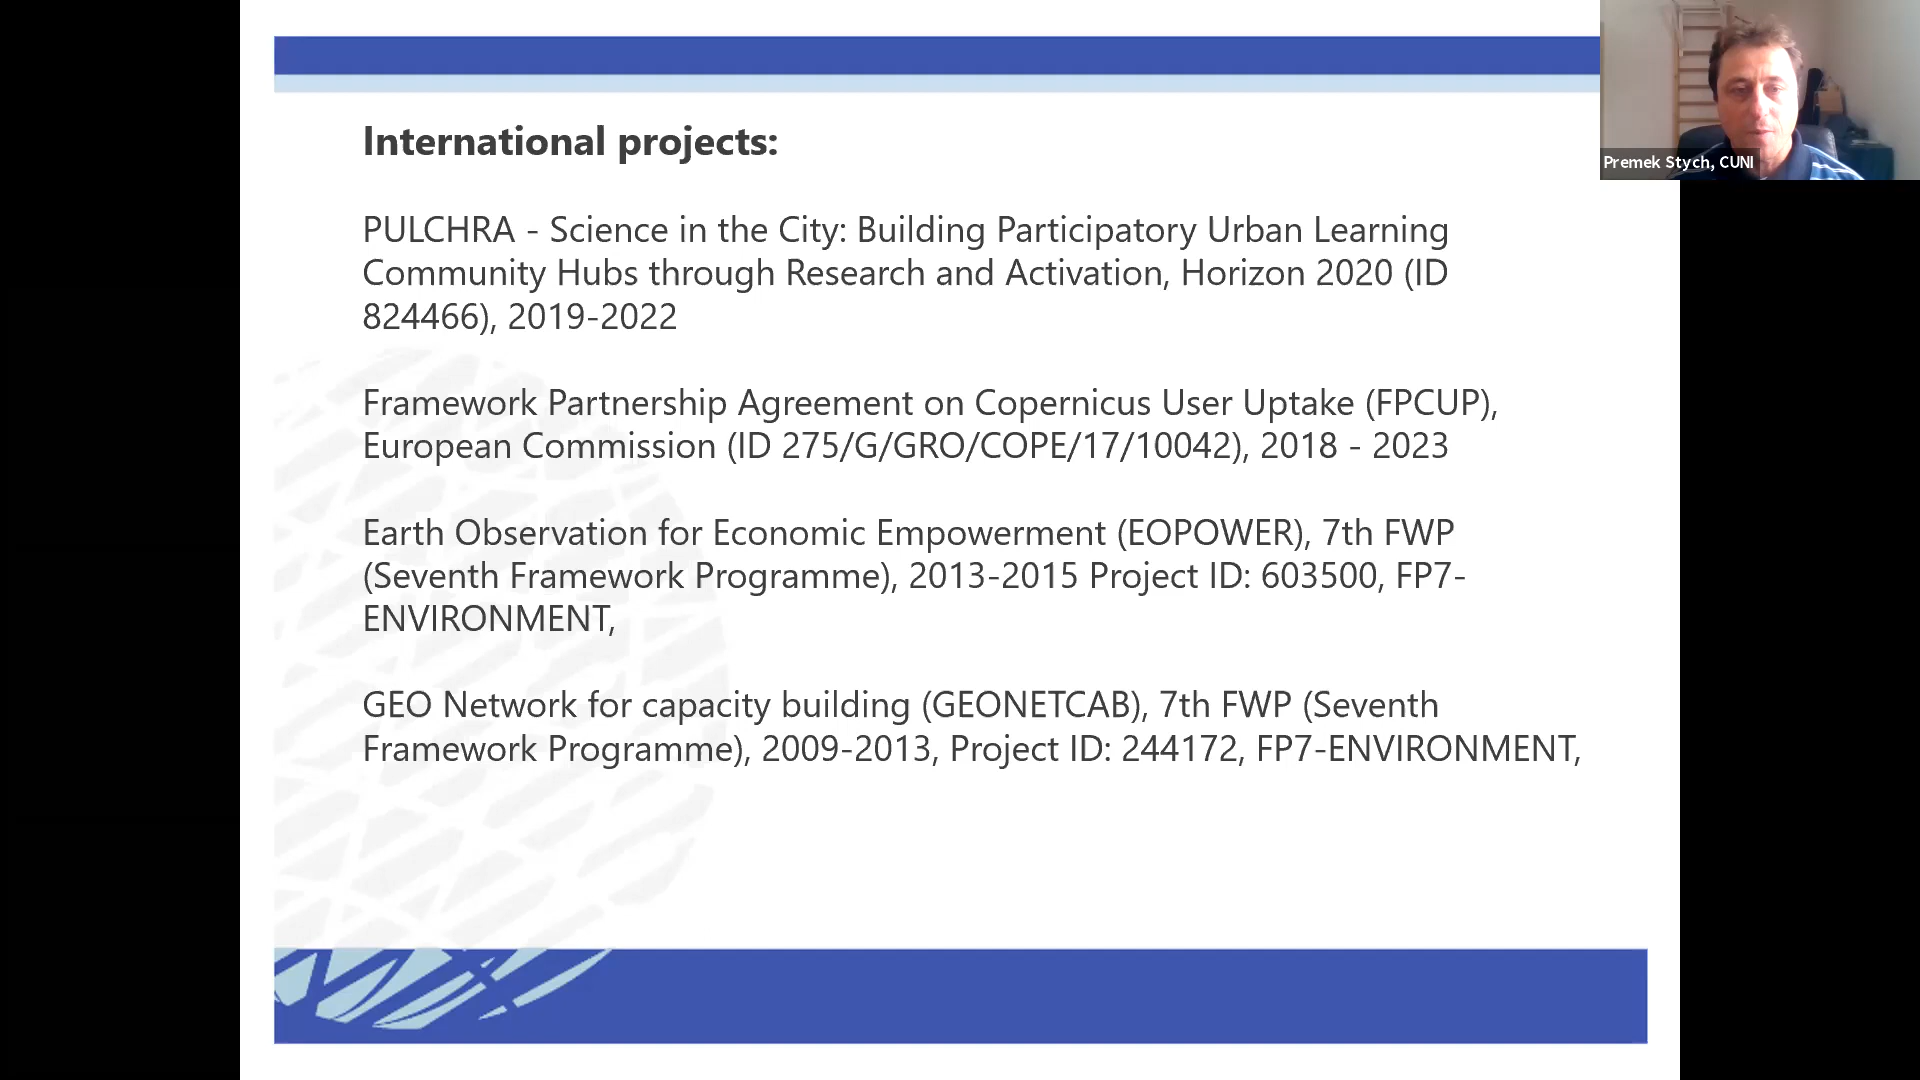 International projects:
PULCHRA - Science in the City: Building Participatory Urban Learning
Community Hubs through Research and Activation, Horizon 2020 (ID
824466), 2019-2022
Framework Partnership Agreement on Copernicus User Uptake (FPCUP),
European Commission (ID 275/G/GRO/COPE/17/10042), 2018 - 2023
Earth Observation for Economic Empowerment (EOPOWER), 7th FWP
(Seventh Framework Programme), 2013-2015 Project ID: 603500, FP7-
ENVIRONMENT,
GEO Network for capacity building (GEONETCAB), 7th FWP (Seventh
Framework Programme), 2009-2013, Project ID: 244172, FP7-ENVIRONMENT,
Premek Stych, CUNI